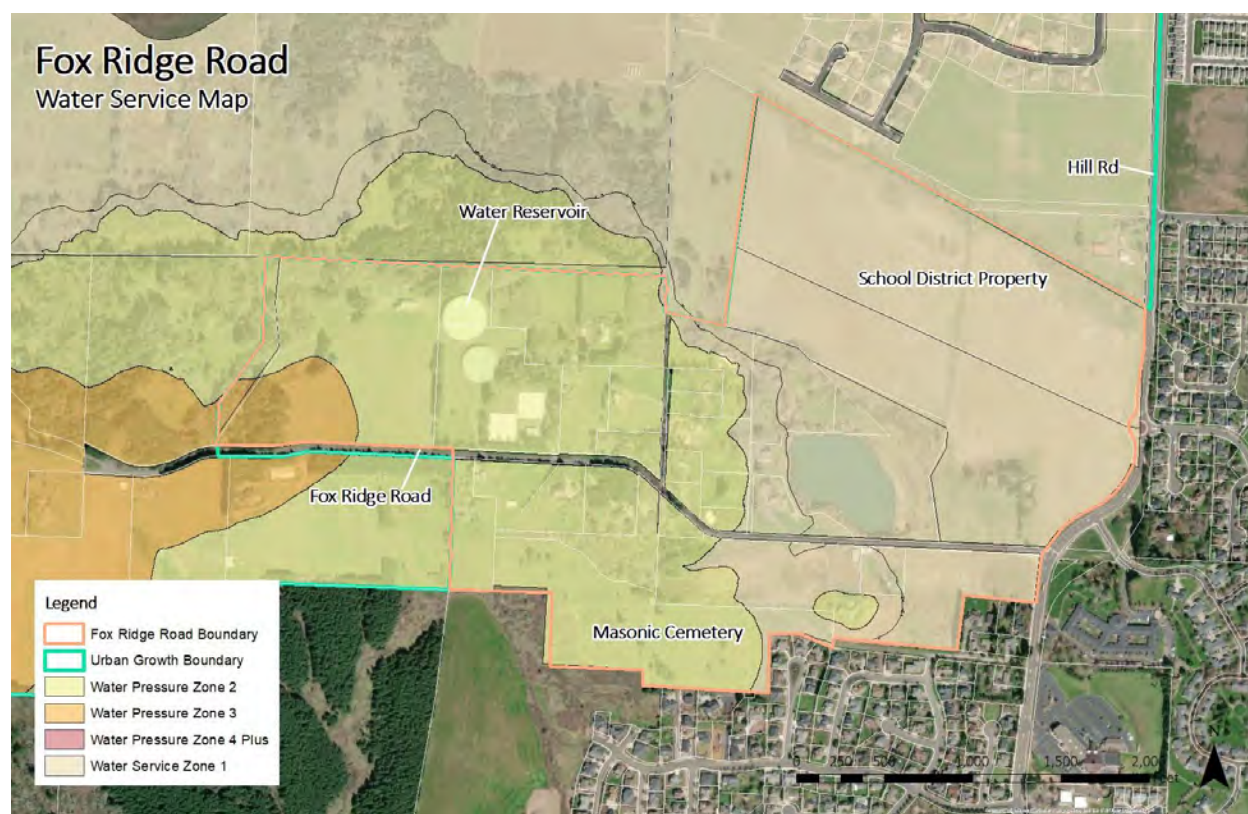 Fox Ridge Road
Water Service Map
Hill Rd
Water Reservoir
School District Property
Fox Ridge Road
Masonic Cemetery
Legend
Fox Ridge Road Boundary
Urban Growth Boundary
Water Pressure Zone 2
Water Pressure Zone 3
Water Pressure Zone 4 Plus
Water Service Zone 1
0 250 500 1,000 1,500